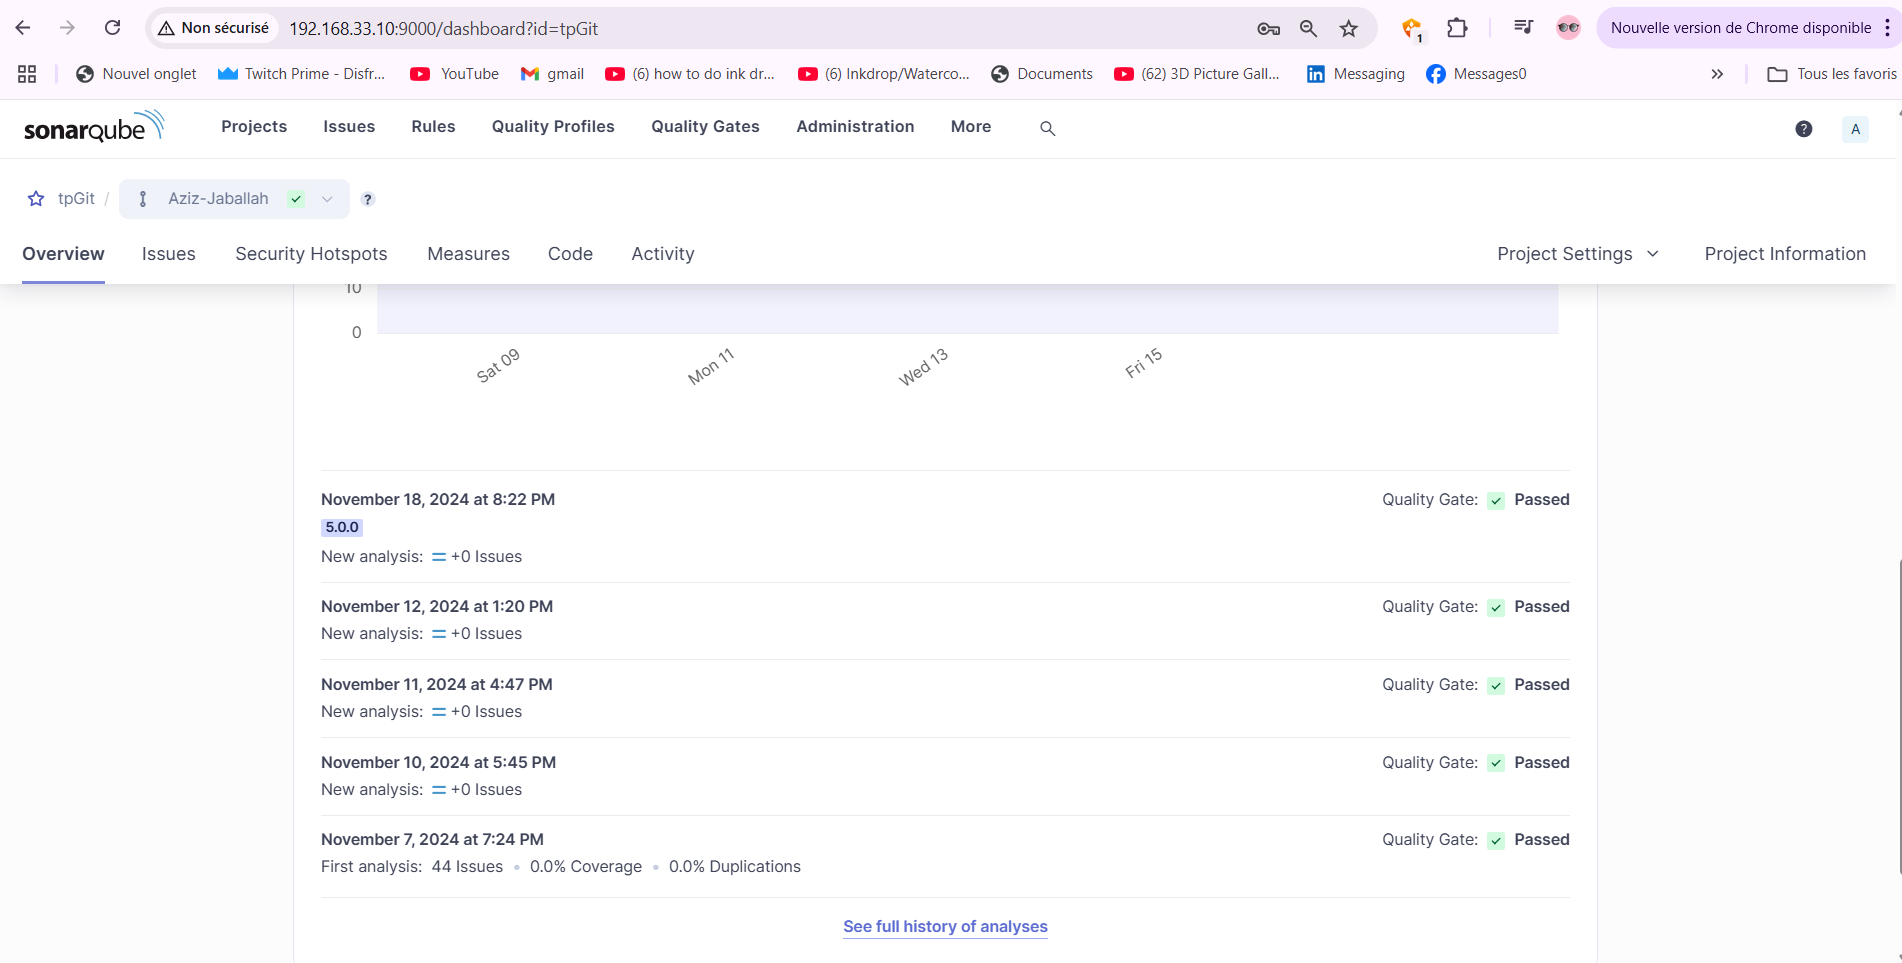 Non sécurisé 192.168.33.10:9000/dashboard?id=tpGit 1 Nouvelle version de Chrome disponible
Nouvel onglet Twitch Prime - Disfr... YouTube gmail (6) how to do ink dr... (6) Inkdrop/Waterco... Documents (62) 3D Picture Gall... Messaging Messages0 » Tous les favoris
sonarqube Projects Issues Rules Quality Profiles Quality Gates Administration More ? A
tpGit / Aziz-Jaballah ?
Overview Issues Security Hotspots Measures Code Activity Project Settings Project Information
10
0
Sat 09 Mon 11 Wed 13 Fri 15
November 18, 2024 at 8:22 PM Quality Gate: Passed
5.0.0
New analysis: +0 Issues
November 12, 2024 at 1:20 PM Quality Gate: Passed
New analysis: +0 Issues
November 11, 2024 at 4:47 PM Quality Gate: Passed
New analysis: +0 Issues
November 10, 2024 at 5:45 PM Quality Gate: Passed
New analysis: +0 Issues
November 7, 2024 at 7:24 PM Quality Gate: Passed
First analysis: 44 Issues • 0.0% Coverage • 0.0% Duplications
See full history of analyses